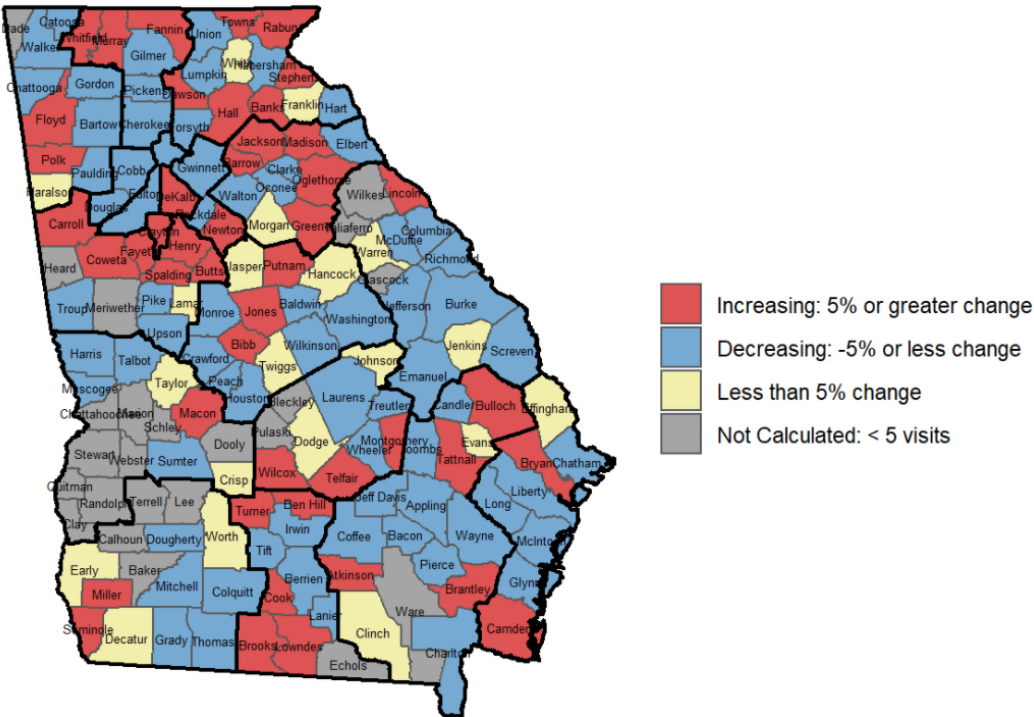 Dade
Catoosa
Whitfield
Murray
Fannin
Union
Towns
Rabun
Walke
Gilmer
White
Habersham
Lumpkin
Stephens
Chattooga
Gordon
Pickens
Dawson
Hall
Banks
Franklin
Hart
Floyd
Bartow
Cherokee
Forsyth
Jackson
Madison
Elbert
Polk
Paulding
Cobb
Gwinnett
Barrow
Clarke
Oglethorpe
Haralson
Douglas
Fulton
DeKalb
Walton
Oconee
Wilkes
Lincoln
Carroll
Rockdale
Newton
Morgan
Greene
Taliaferro
McDuffie
Columbia
Clayton
Henry
Fayette
Coweta
Spalding
Butts
Jasper
Putnam
Hancock
Warren
Richmond
Heard
Glascock
Troup
Meriwether
Pike
Lamar
Monroe
Jones
Baldwin
Washington
Jefferson
Burke
Upson
Bibb
Wilkinson
Jenkins
Screven
Harris
Talbot
Crawford
Twiggs
Johnson
Emanuel
Muscogee
Taylor
Peach
Houston
Laurens
Treutlen
Candler
Bulloch
Effingham
Chattahoochee
Marion
Schley
Macon
Bleckley
Pulaski
Dodge
Wheeler
Montgomery
Toombs
Evans
Tattnall
Bryan
Chatham
Stewart
Webster
Sumter
Dooly
Crisp
Wilcox
Telfair
Quitman
Randolph
Terrell
Lee
Turner
Ben Hill
Jeff Davis
Appling
Long
Liberty
Clay
Calhoun
Dougherty
Worth
Irwin
Tift
Coffee
Bacon
Wayne
McInto
Early
Baker
Mitchell
Colquitt
Berrien
Atkinson
Pierce
Glynn
Miller
Cook
Lanier
Ware
Brantley
Seminole
Decatur
Grady
Thomas
Brooks
Lowndes
Clinch
Charlton
Camden
Echols
Increasing: 5% or greater change
Decreasing: -5% or less change
Less than 5% change
Not Calculated: < 5 visits